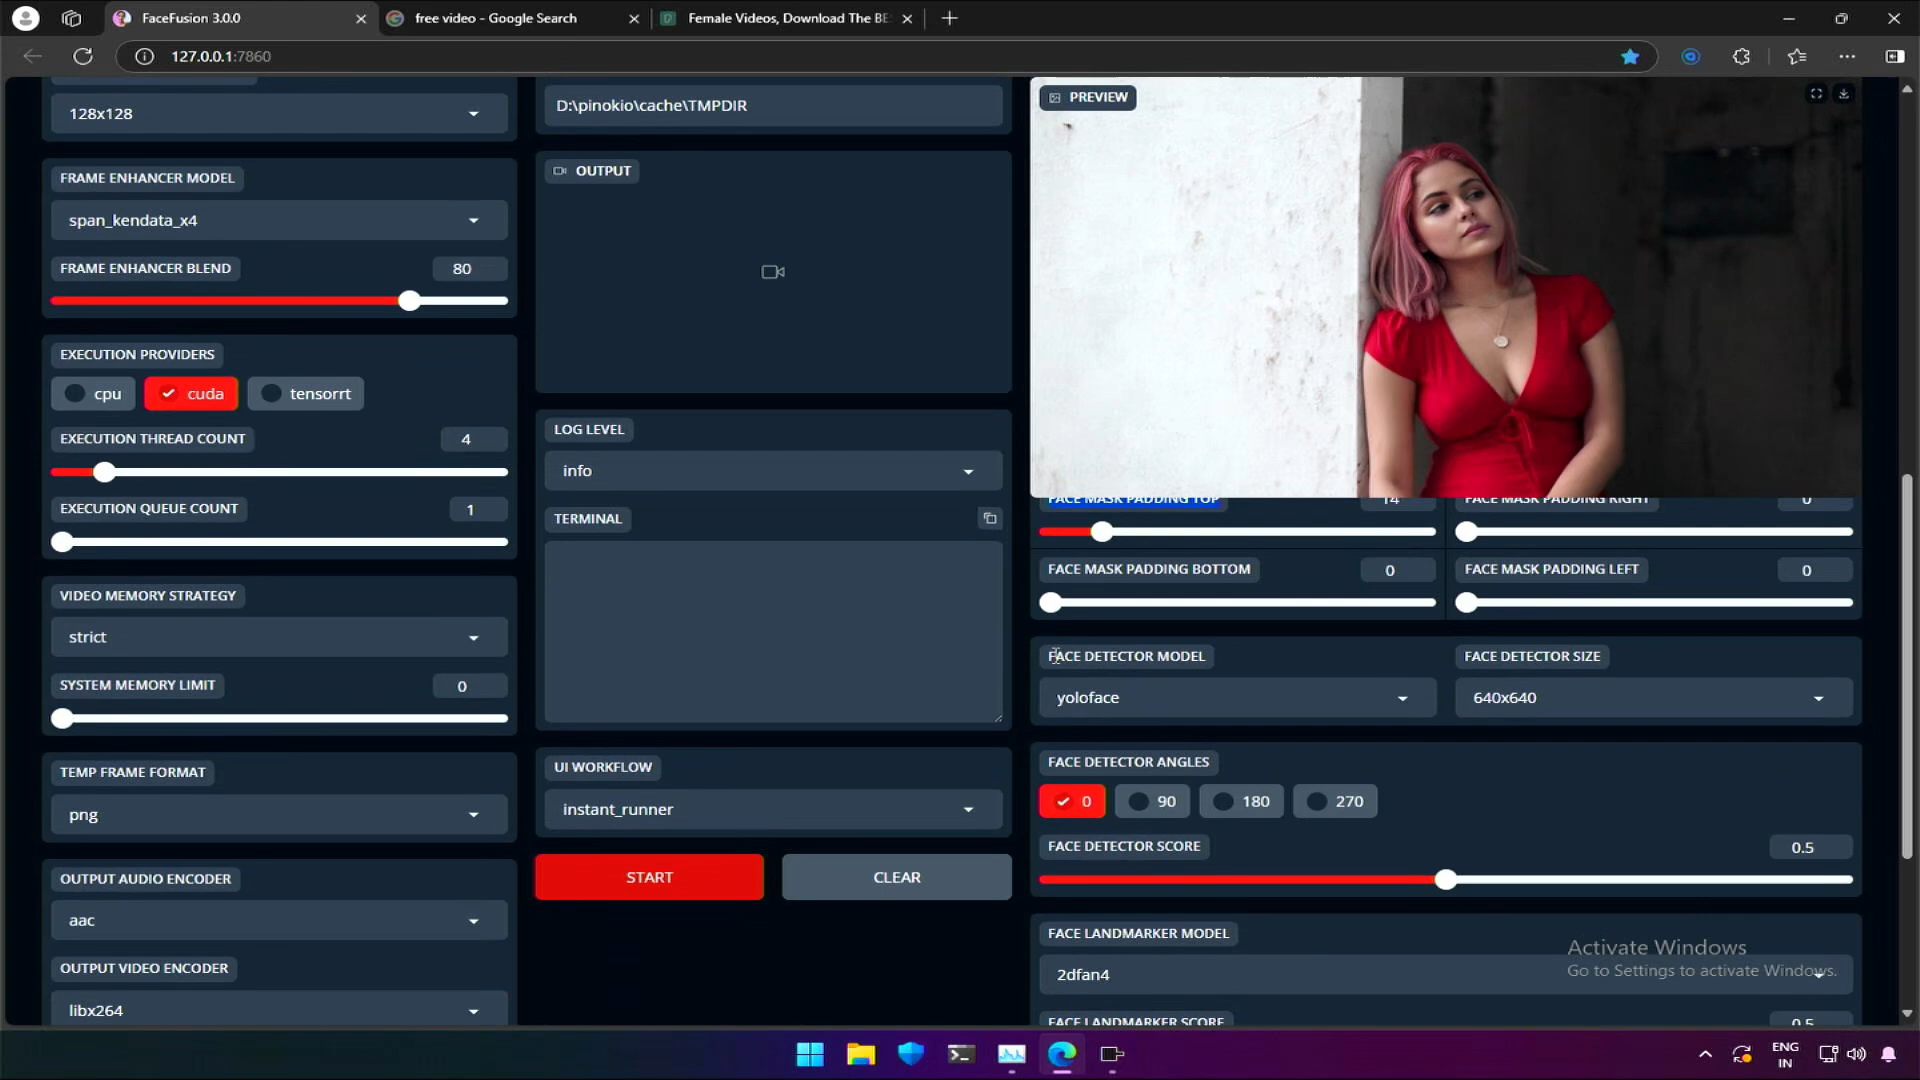 FaceFusion 3.0.0
free video - Google Search
Female Videos, Download The BE
127.0.0.1:7860
128x128
FRAME ENHANCER MODEL
span_kendata_x4
FRAME ENHANCER BLEND
80
EXECUTION PROVIDERS
cpu
cuda
tensorrt
EXECUTION THREAD COUNT
4
EXECUTION QUEUE COUNT
1
VIDEO MEMORY STRATEGY
strict
SYSTEM MEMORY LIMIT
0
TEMP FRAME FORMAT
png
OUTPUT AUDIO ENCODER
aac
OUTPUT VIDEO ENCODER
libx264
D:\pinokio\cache\TMPDIR
OUTPUT
LOG LEVEL
info
TERMINAL
UI WORKFLOW
instant_runner
START
CLEAR
PREVIEW
FACE MASK PADDING TOP
14
FACE MASK PADDING RIGHT
0
FACE MASK PADDING BOTTOM
0
FACE MASK PADDING LEFT
0
FACE DETECTOR MODEL
yoloface
FACE DETECTOR SIZE
640x640
FACE DETECTOR ANGLES
0
90
180
270
FACE DETECTOR SCORE
0.5
FACE LANDMARKER MODEL
2dfan4
FACE LANDMARKER SCORE
0.5
Activate Windows
Go to Settings to activate Windows.
ENG
IN